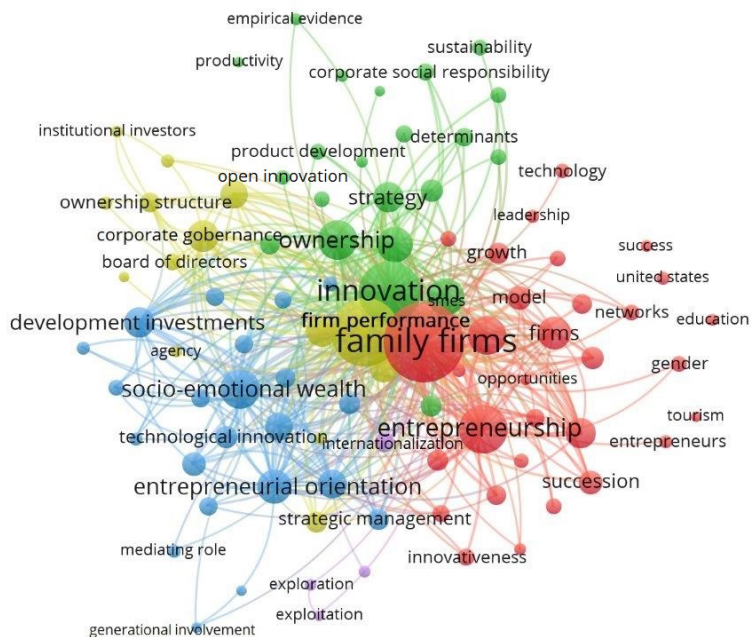 empirical evidence
sustainability
productivity
corporate social responsibility
institutional investors
determinants
product development
technology
open innovation
ownership structure
strategy
leadership
corporate gobernance
ownership
growth
success
board of directors
united states
innovation
smes
model
development investments
firm performance
networks
education
family firms
firms
agency
gender
opportunities
socio-emotional wealth
tourism
entrepreneurship
technological innovation
internationalization
entrepreneurs
entrepreneurial orientation
succession
strategic management
mediating role
innovativeness
exploration
exploitation
generational involvement